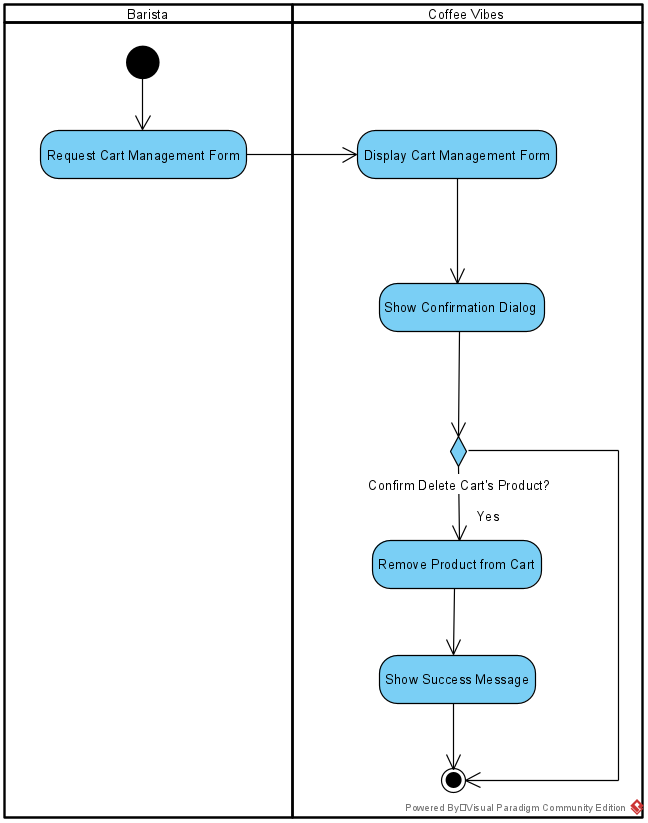 Barista
Coffee Vibes
Request Cart Management Form
Display Cart Management Form
Show Confirmation Dialog
Confirm Delete Cart's Product?
Yes
Remove Product from Cart
Show Success Message
Powered By□Visual Paradigm Community Edition